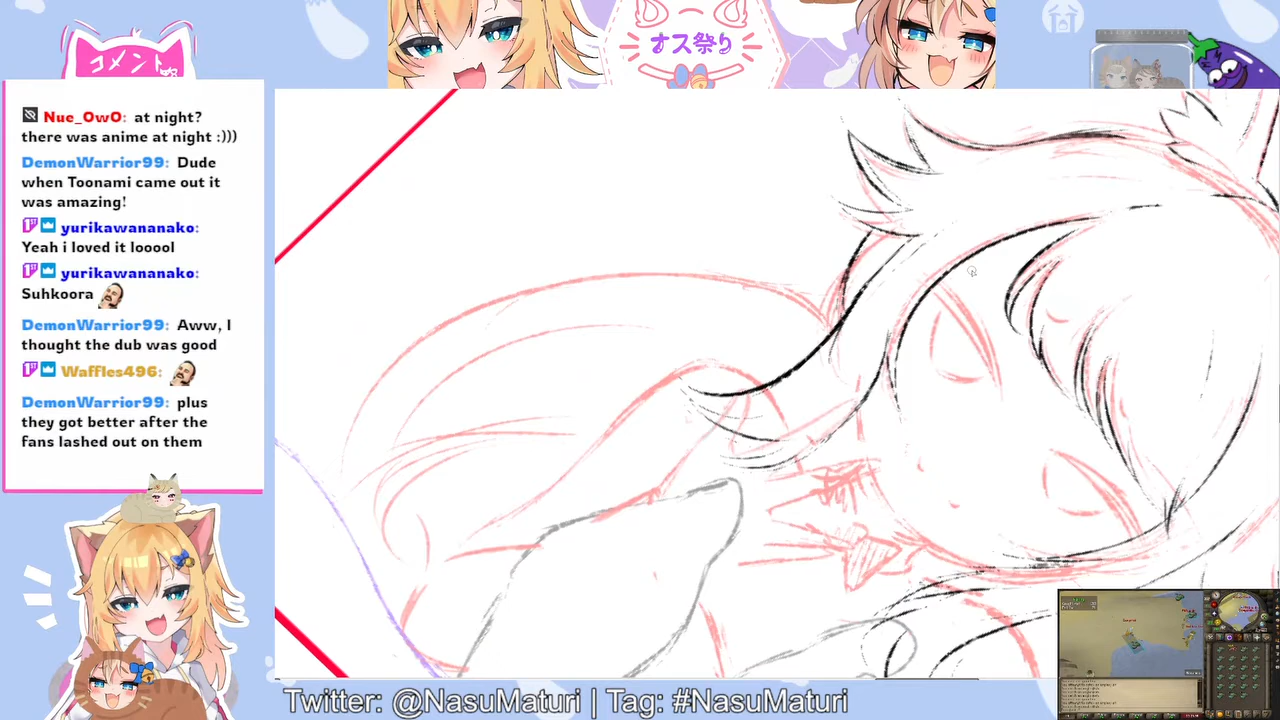 コメント
オス祭り
Nue_OwO: at night?
there was anime at night :)))
DemonWarrior99: Dude
when Toonami came out it
was amazing!
yurikawananako:
Yeah i loved it looool
yurikawananako:
Suhkoora
DemonWarrior99: Aww, I
thought the dub was good
Waffles496:
DemonWarrior99: plus
they got better after the
fans lashed out on them
Twitter: @NasuMaturi | Tag: #NasuMaturi